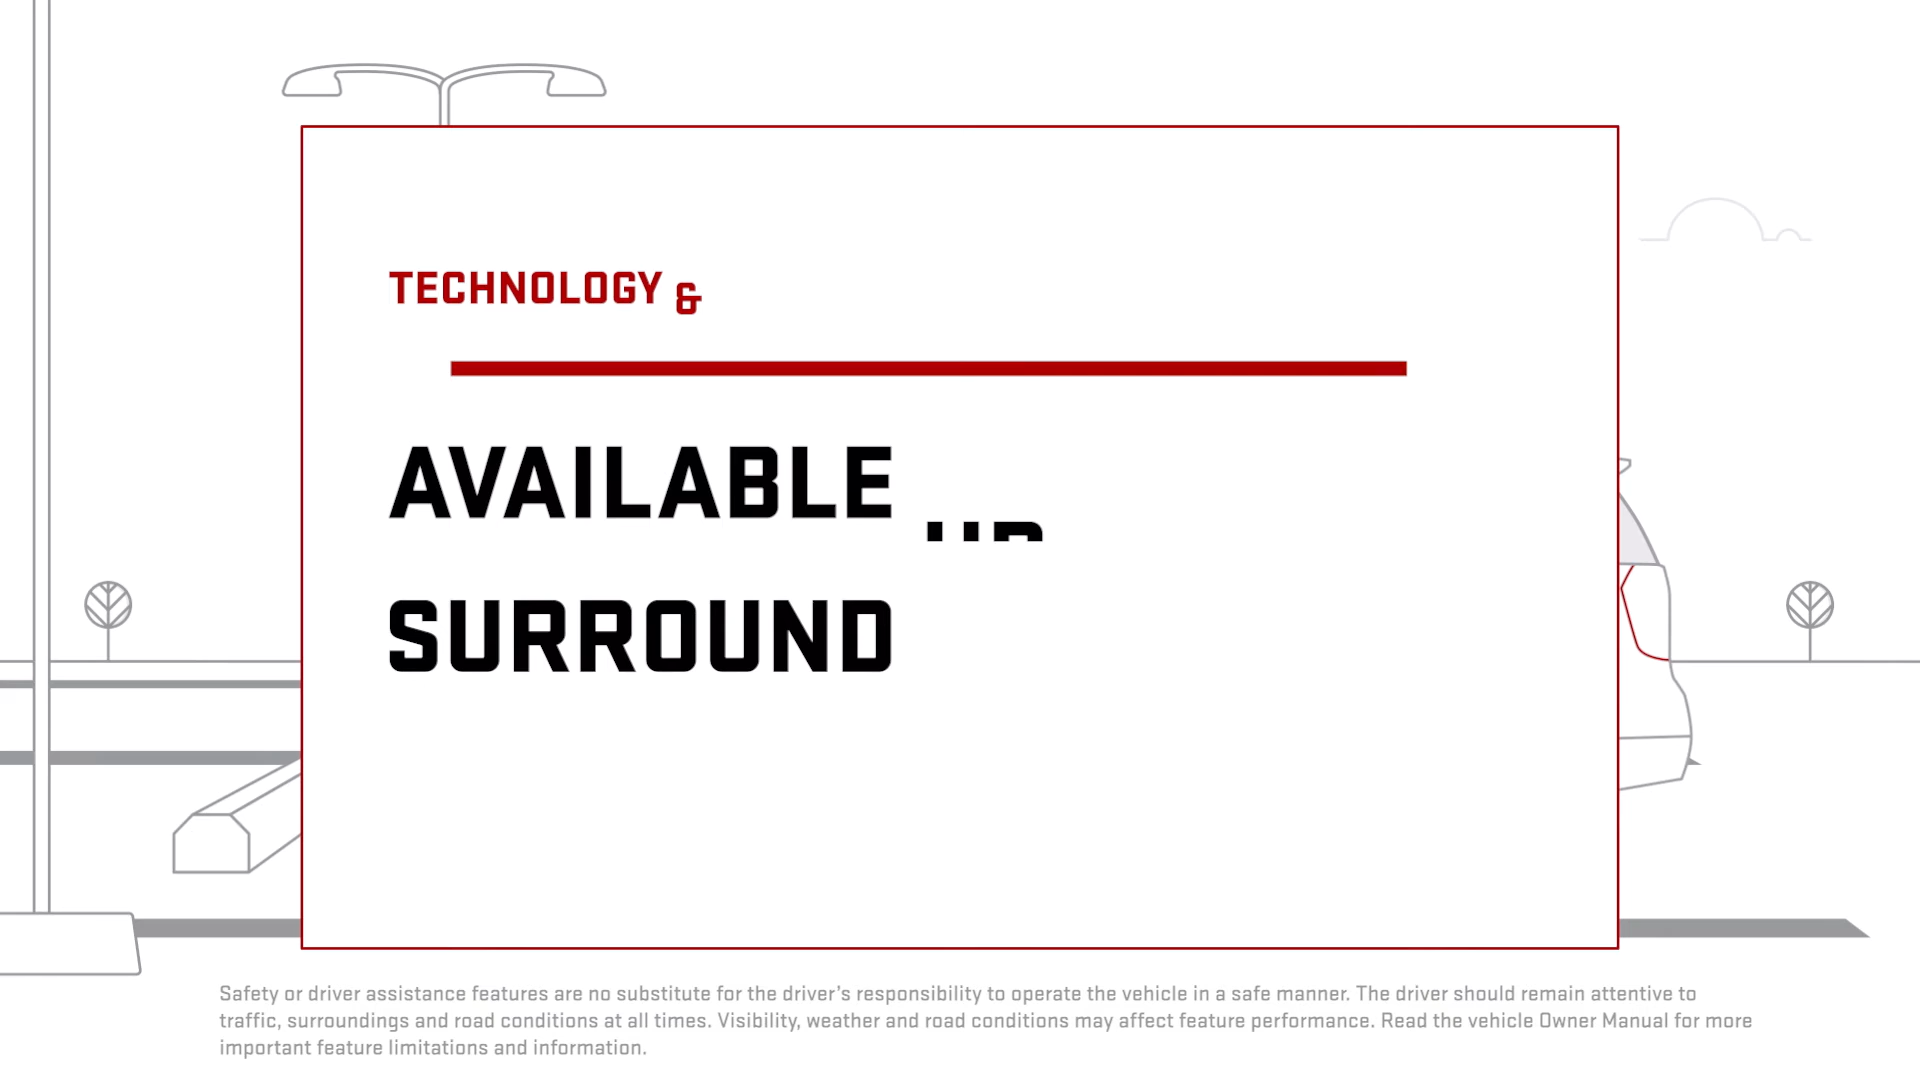 TECHNOLOGY &
AVAILABLE
SURROUND
Safety or driver assistance features are no substitute for the driver's responsibility to operate the vehicle in a safe manner. The driver should remain attentive to
traffic, surroundings and road conditions at all times. Visibility, weather and road conditions may affect feature performance. Read the vehicle Owner Manual for more
important feature limitations and information.